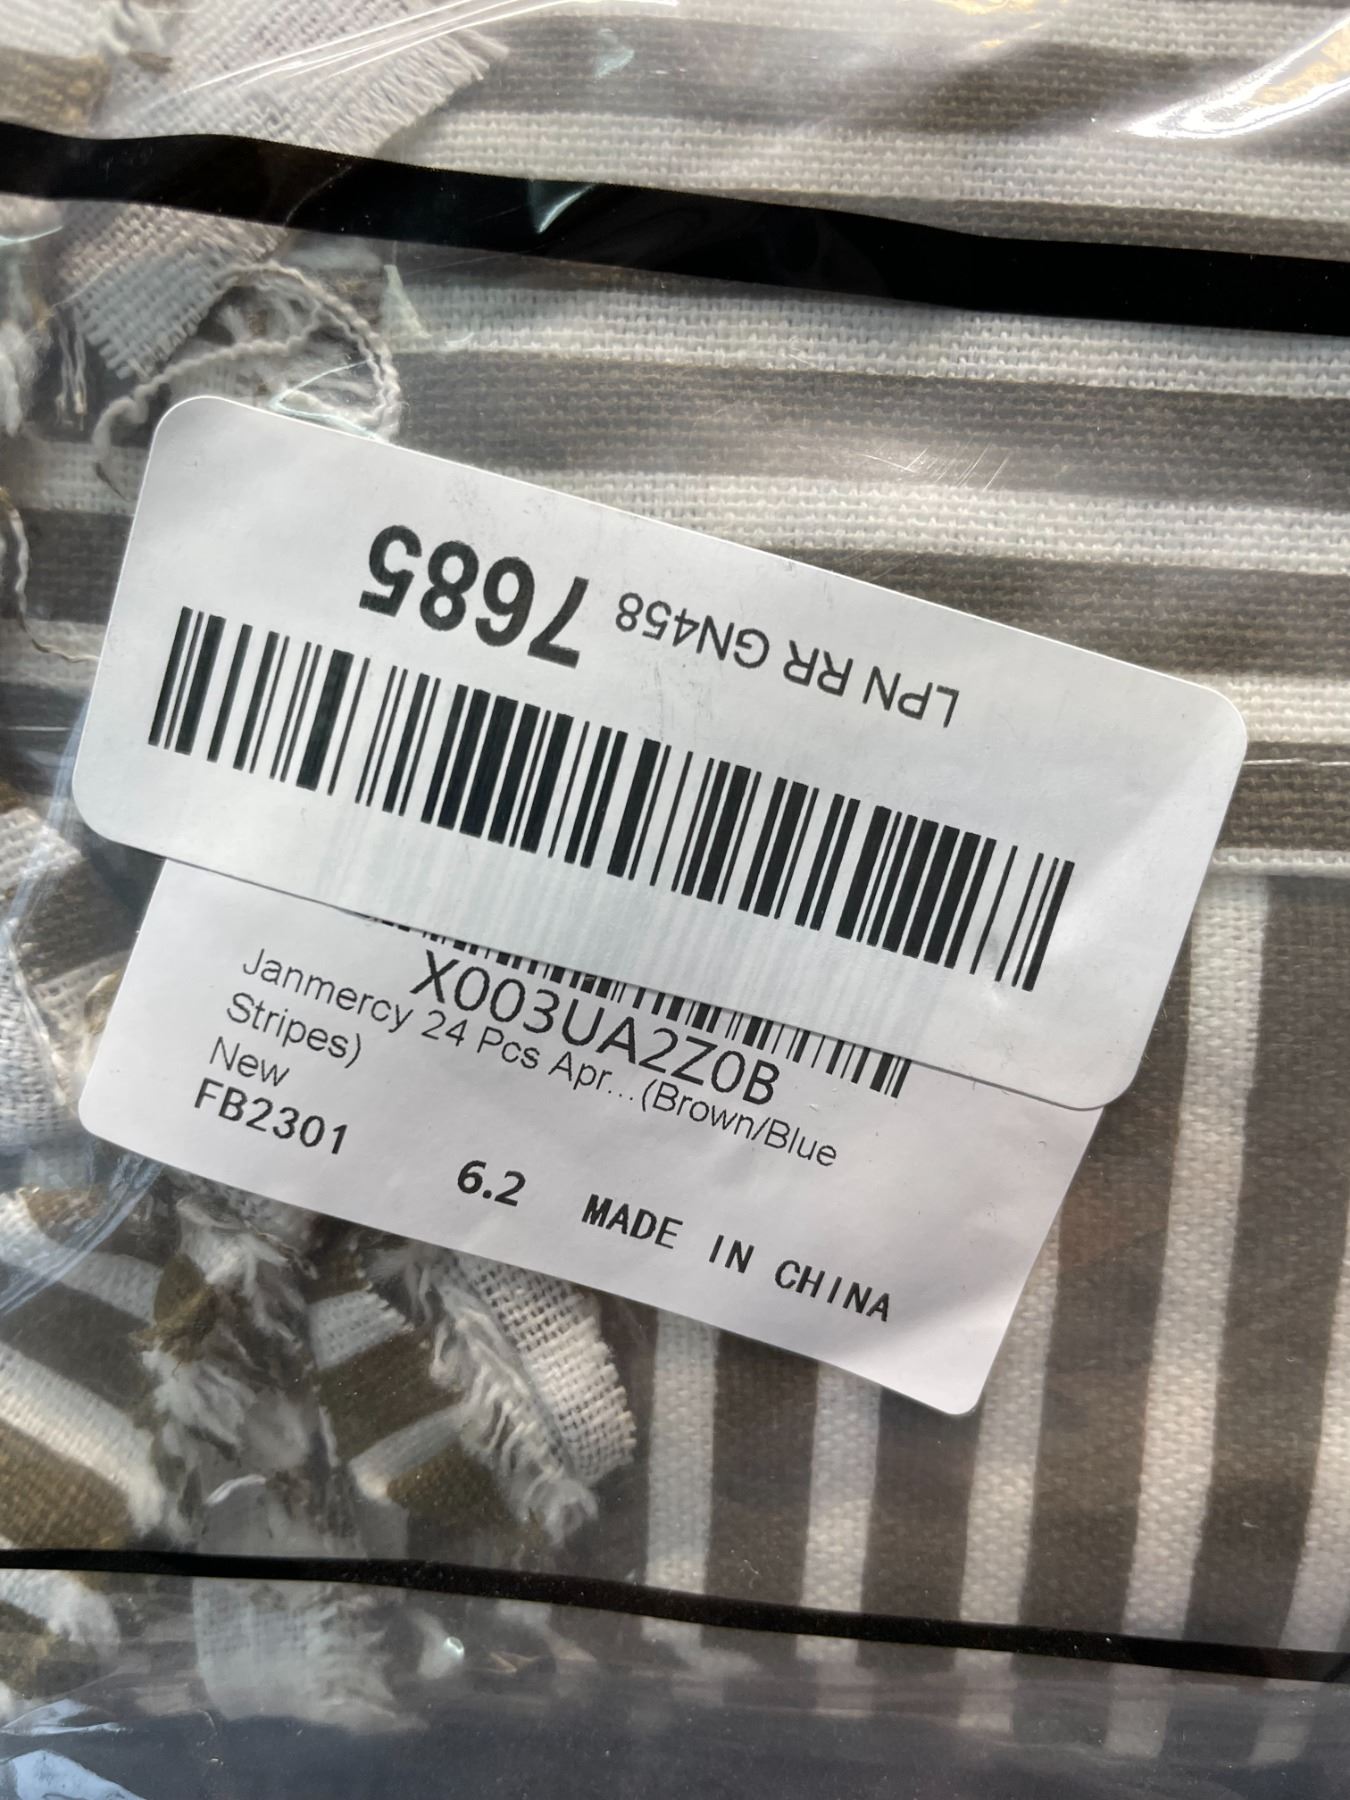 LPN RR GN458 7685
X003UA2Z0B
Janmercy 24 Pcs Apr...(Brown/Blue
Stripes)
New
FB2301
6.2 MADE IN CHINA